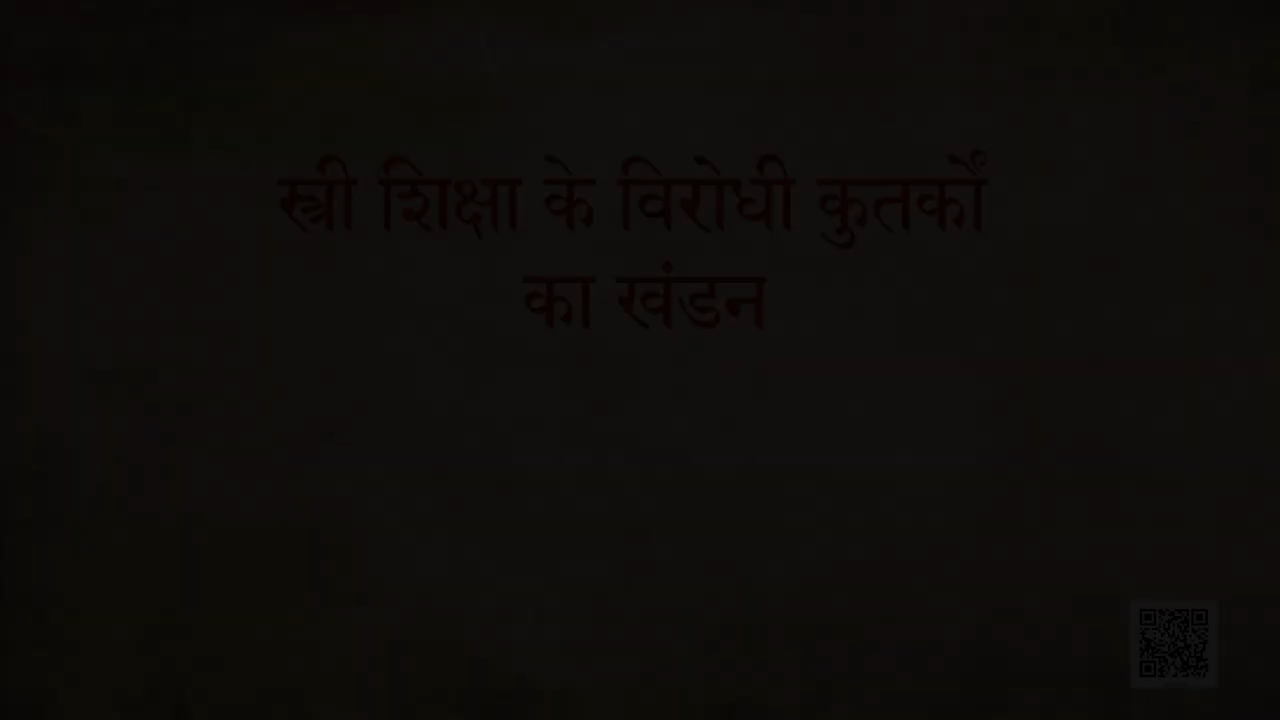 स्त्री शिक्षा के विरोधी कुतर्कों
का खंडन